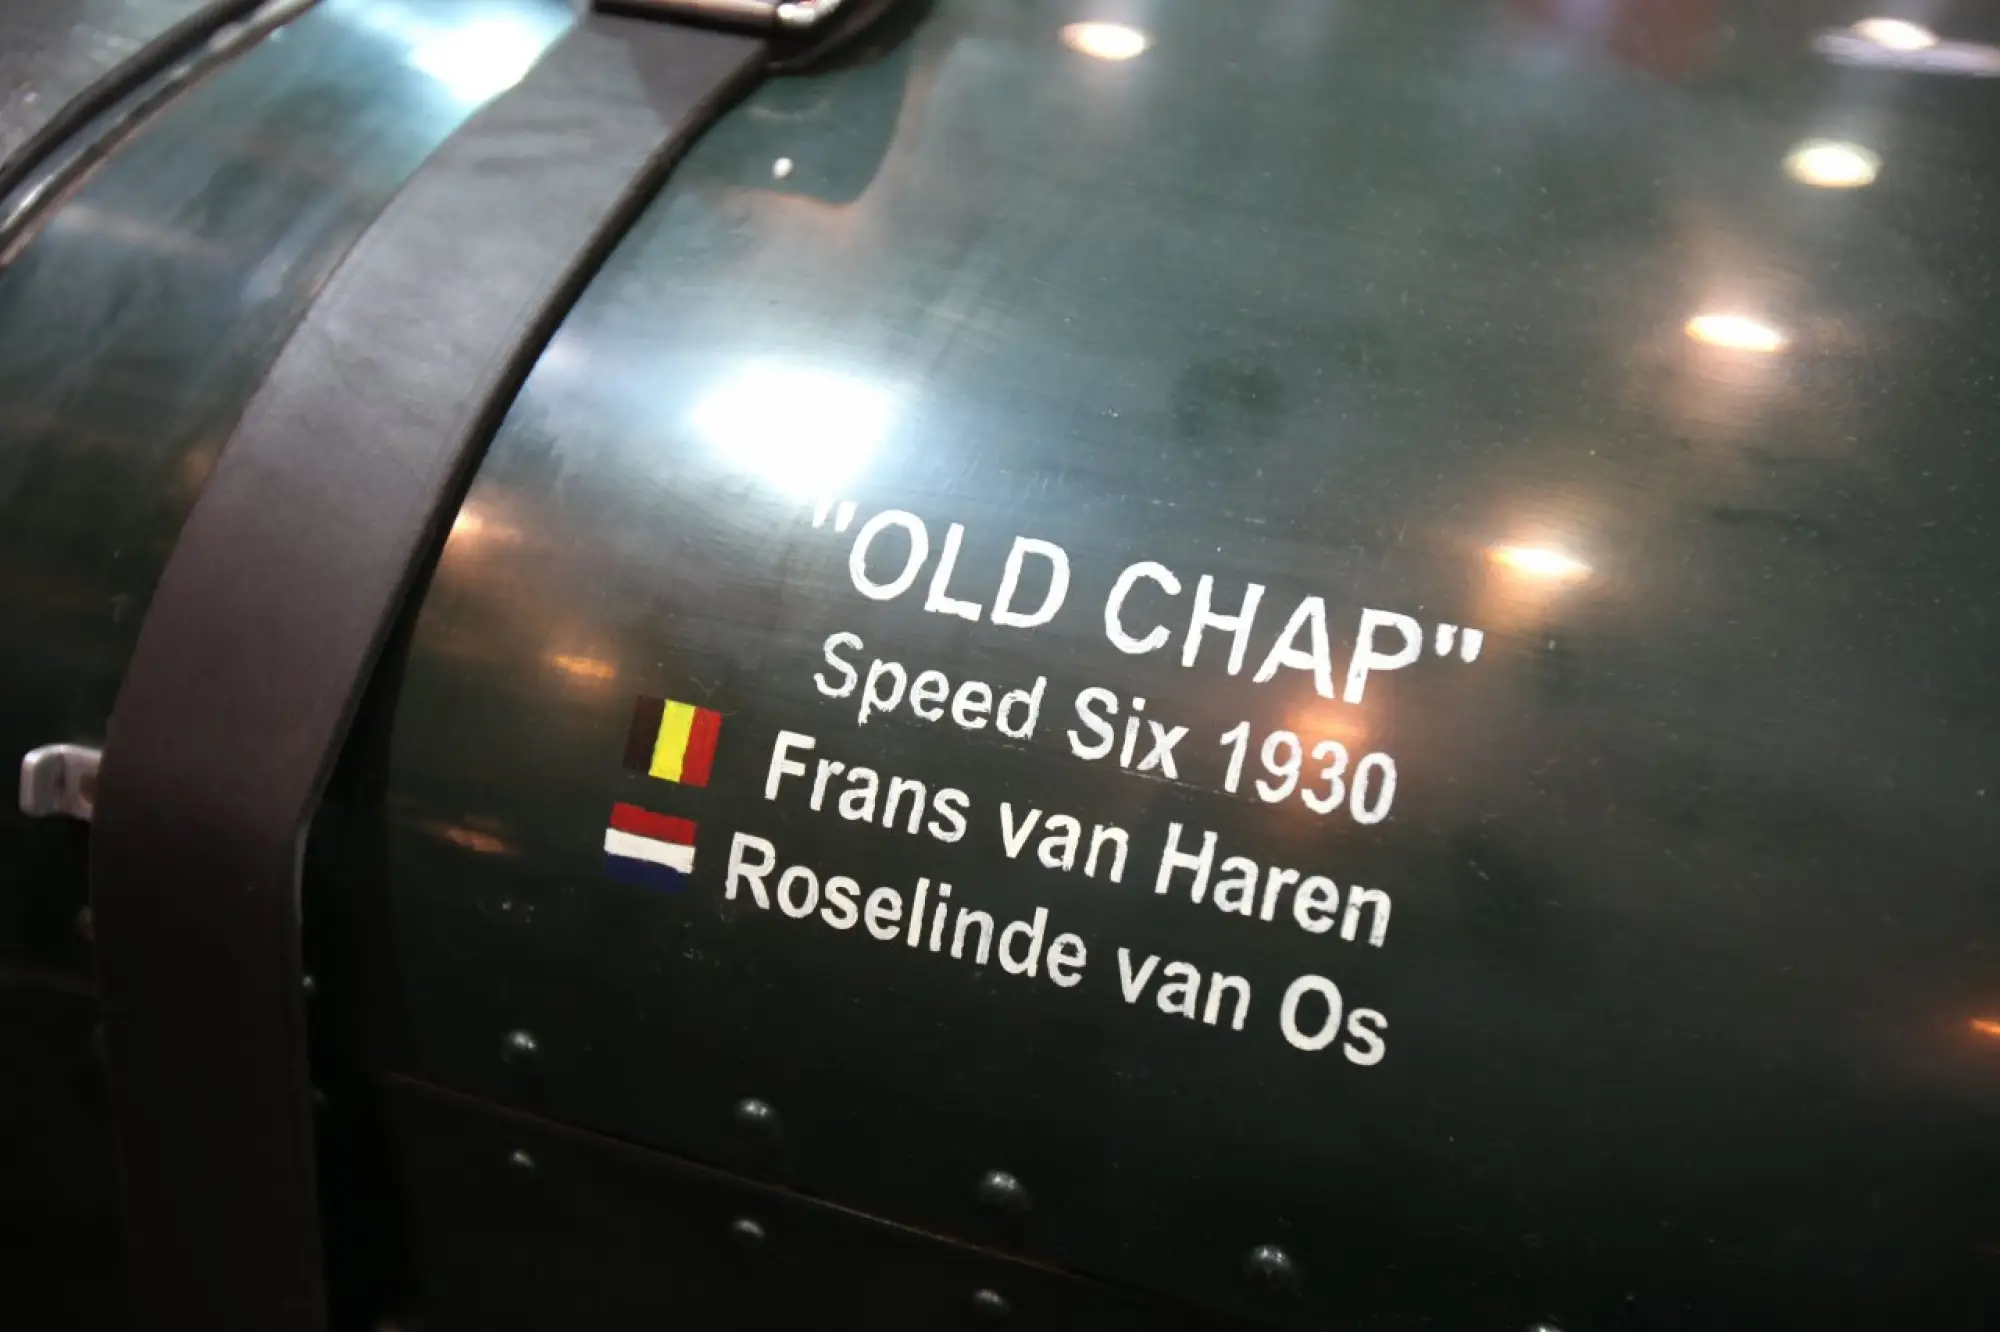 "OLD CHAP"
Speed Six 1930
Frans van Haren
Roselinde van Os